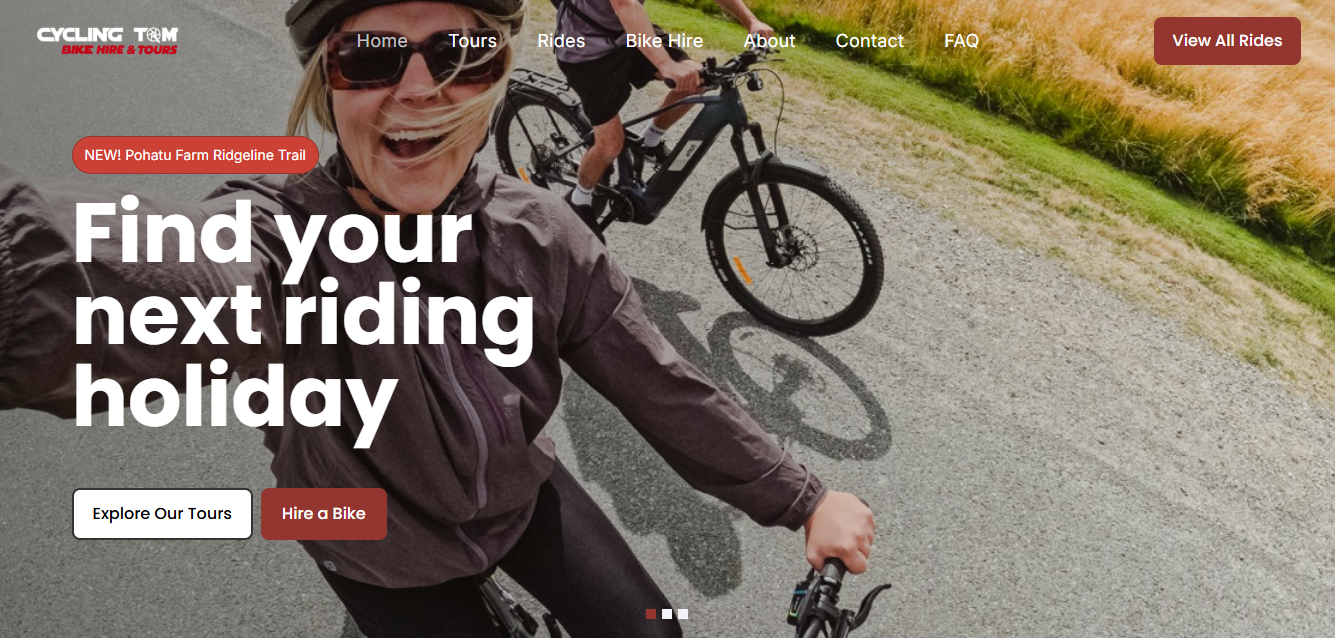 CYCLING TOM
BIKE HIRE & TOURS
Home
Tours
Rides
Bike Hire
About
Contact
FAQ
View All Rides
NEW! Pohatu Farm Ridgeline Trail
Find your
next riding
holiday
Explore Our Tours
Hire a Bike